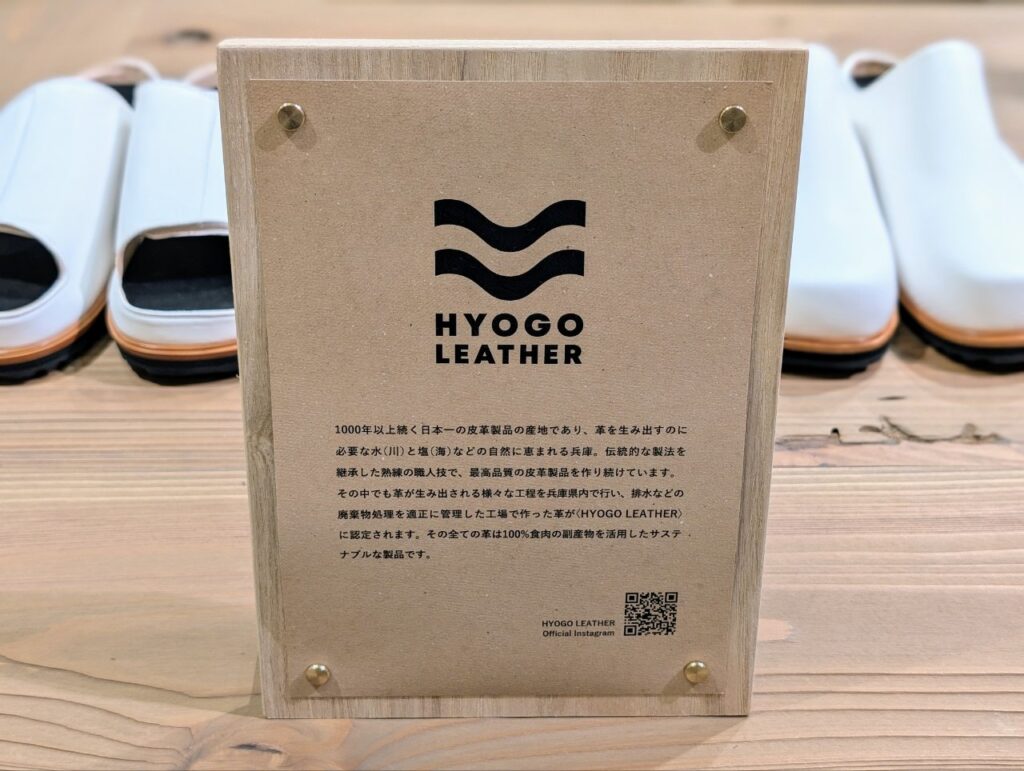 HYOGO
LEATHER
1000年以上続く日本一の皮革製品の産地であり、革を生み出すのに
必要な水(川)と塩(海)などの自然に恵まれる兵庫。伝統的な製法を
継承した熟練の職人技で、最高品質の皮革製品を作り続けています。
その中でも革が生み出される様々な工程を兵庫県内で行い、排水などの
廃棄物処理を適正に管理した工場で作った革が〈HYOGO LEATHER〉
に認定されます。その全ての革は100%食肉の副産物を活用したサステ
ナブルな製品です。
HYOGO LEATHER
Official Instagram